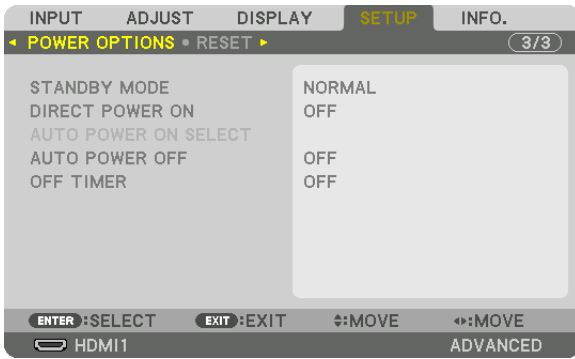 INPUT ADJUST DISPLAY SETUP INFO.
POWER OPTIONS • RESET 3/3
STANDBY MODE NORMAL
DIRECT POWER ON OFF
AUTO POWER ON SELECT
AUTO POWER OFF OFF
OFF TIMER OFF
ENTER :SELECT EXIT :EXIT :MOVE :MOVE
HDMI1 ADVANCED